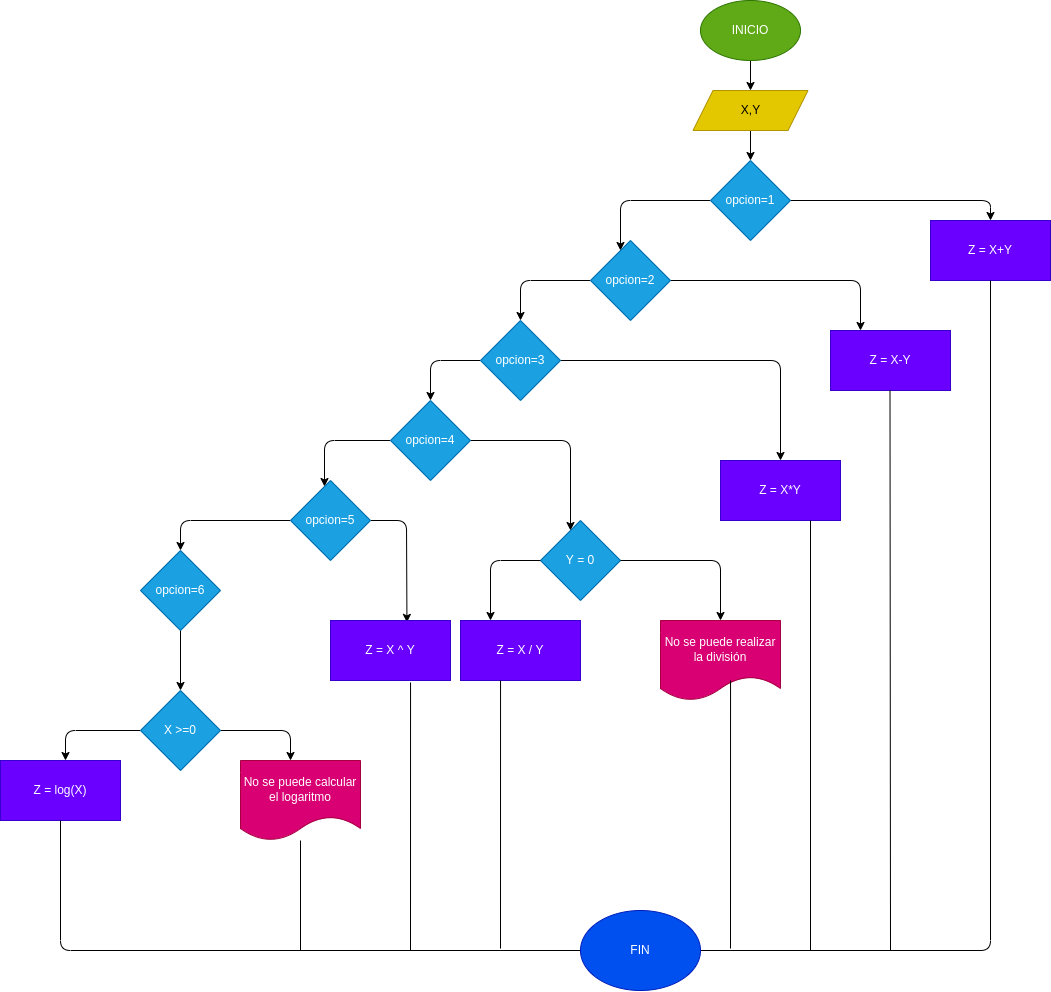 INICIO
X,Y
opcion=1
Z = X+Y
opcion=2
Z = X-Y
opcion=3
opcion=4
Z = X*Y
opcion=5
Y = 0
opcion=6
Z = X ^ Y
Z = X / Y
No se puede realizar
la división
X >=0
Z = log(X)
No se puede calcular
el logaritmo
FIN